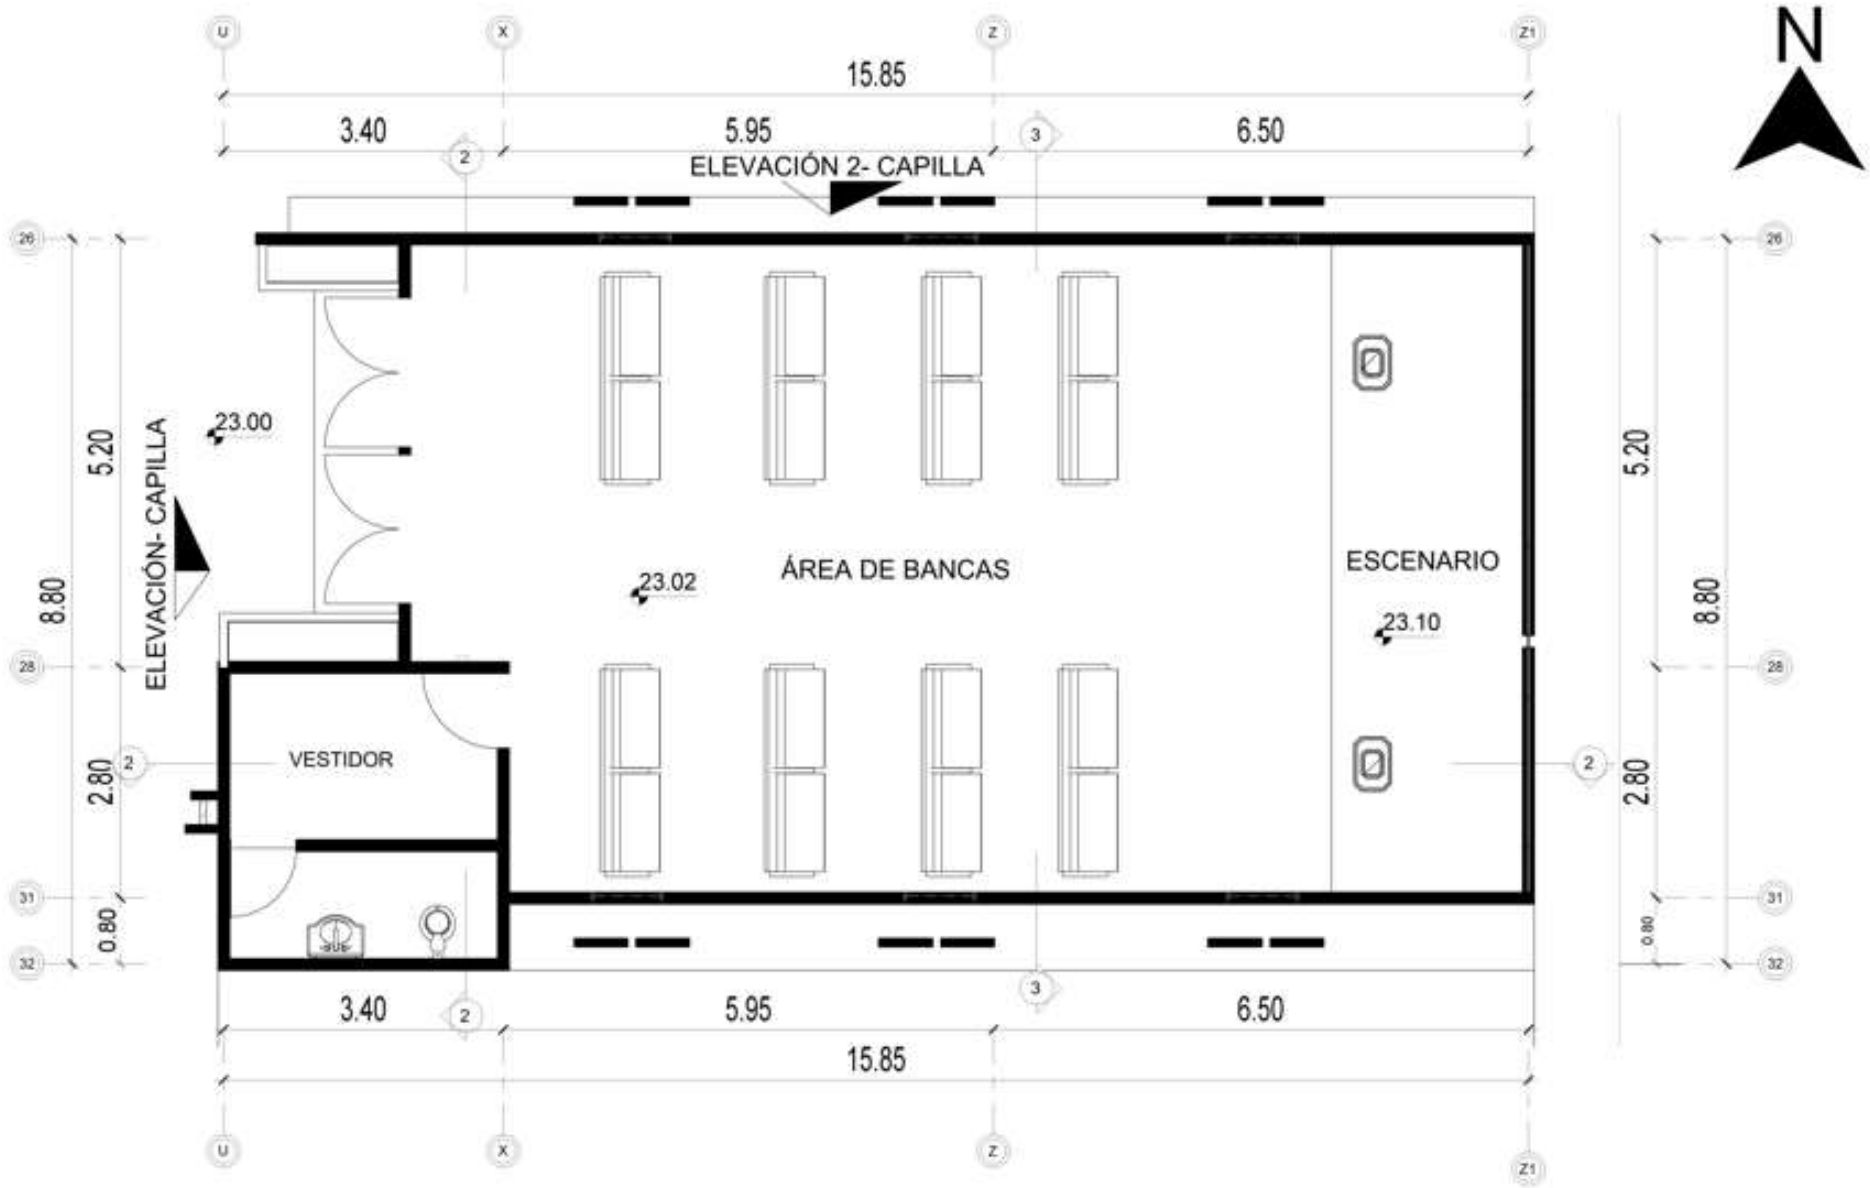 U X Z Z1
N
15.85
3.40 5.95 6.50
2 3
ELEVACIÓN 2- CAPILLA
26 26
23.00
5.20 5.20
ELEVACIÓN- CAPILLA
ÁREA DE BANCAS
ESCENARIO
23.02
23.10
8.80 8.80
28 28
VESTIDOR
2 2
2.80 2.80
31 31
0.80 0.80
32 32
3.40 5.95 6.50
2 3
15.85
U X Z Z1